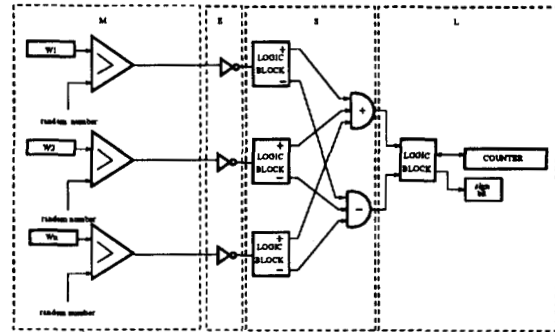 M
E
S
L
W1
random number
W2
random number
Wn
random number
LOGIC
BLOCK
+
−
LOGIC
BLOCK
+
−
LOGIC
BLOCK
+
−
+
−
LOGIC
BLOCK
COUNTER
sign
bit